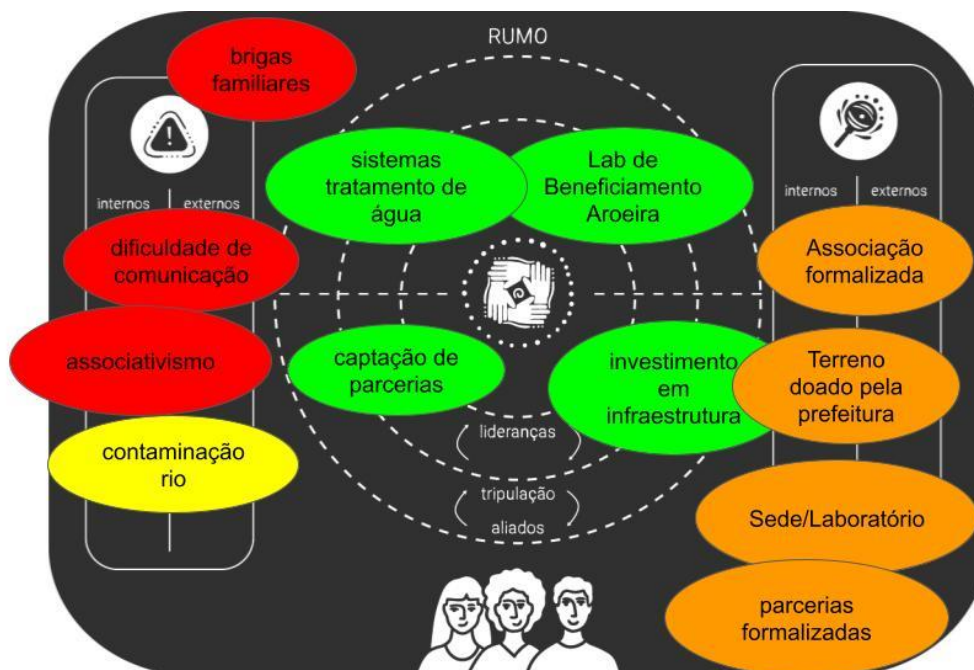 RUMO
brigas
familiares
internos
externos
dificuldade de
comunicação
associativismo
contaminação
rio
sistemas
tratamento de
água
Lab de
Beneficiamento
Aroeira
captação de
parcerias
investimento
em
infraestrutura
lideranças
tripulação
aliados
internos
externos
Associação
formalizada
Terreno
doado pela
prefeitura
Sede/Laboratório
parcerias
formalizadas